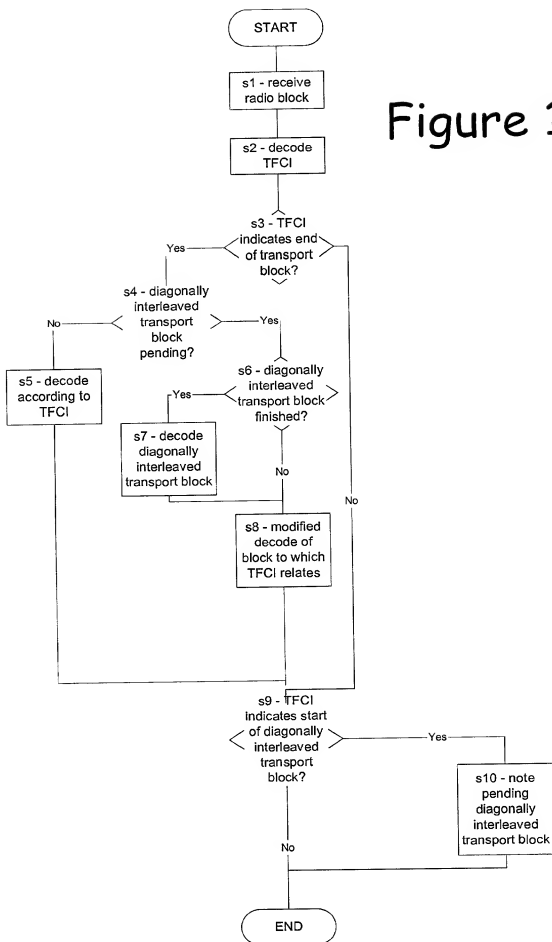 START
s1 - receive
radio block
Figure
s2 - decode
TFCI
s3 - TFCI
indicates end
of transport
block?
Yes
s4 - diagonally
interleaved
transport
block
pending?
No
Yes
s5 - decode
according to
TFCI
s6 - diagonally
interleaved
transport block
finished?
Yes
s7 - decode
diagonally
interleaved
transport block
No
No
s8 - modified
decode of
block to which
TFCI relates
s9 - TFCI
indicates start
of diagonally
interleaved
transport
block?
Yes
s10 - note
pending
diagonally
interleaved
transport block
No
END